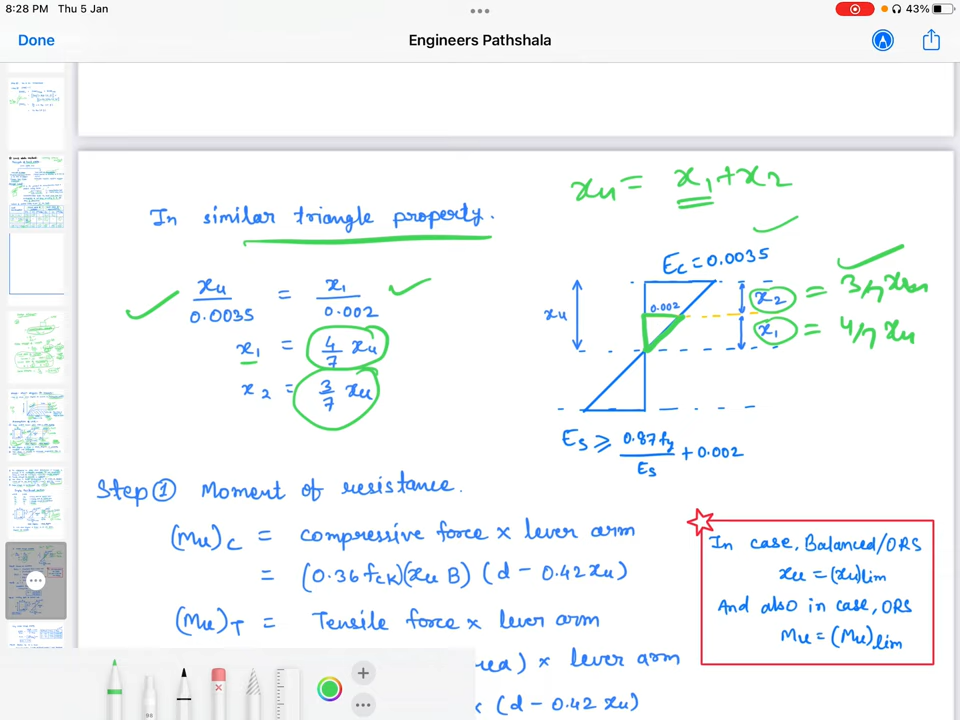 8:28 PM Thu 5 Jan
43%
Done
Engineers Pathshala
xu = x1 + x2
In similar triangle property.
xu/0.0035 = x1/0.002
x1 = 4/7 xu
x2 = 3/7 xu
Ec = 0.0035
0.002
xu
x2 = 3/7
x1 = 4/7 xu
Es ⩾ 0.87fy/Es + 0.002
Step ① Moment of resistance.
(Mu)C = compressive force × lever arm
= (0.36 fck)(xu B) (d - 0.42 xu)
(Mu)T = Tensile force × lever arm
rea) × lever arm
× (d - 0.42 xu)
In case, Balanced/ORS
xu = (xu)lim
And also in case, ORS
Mu = (Mu)lim